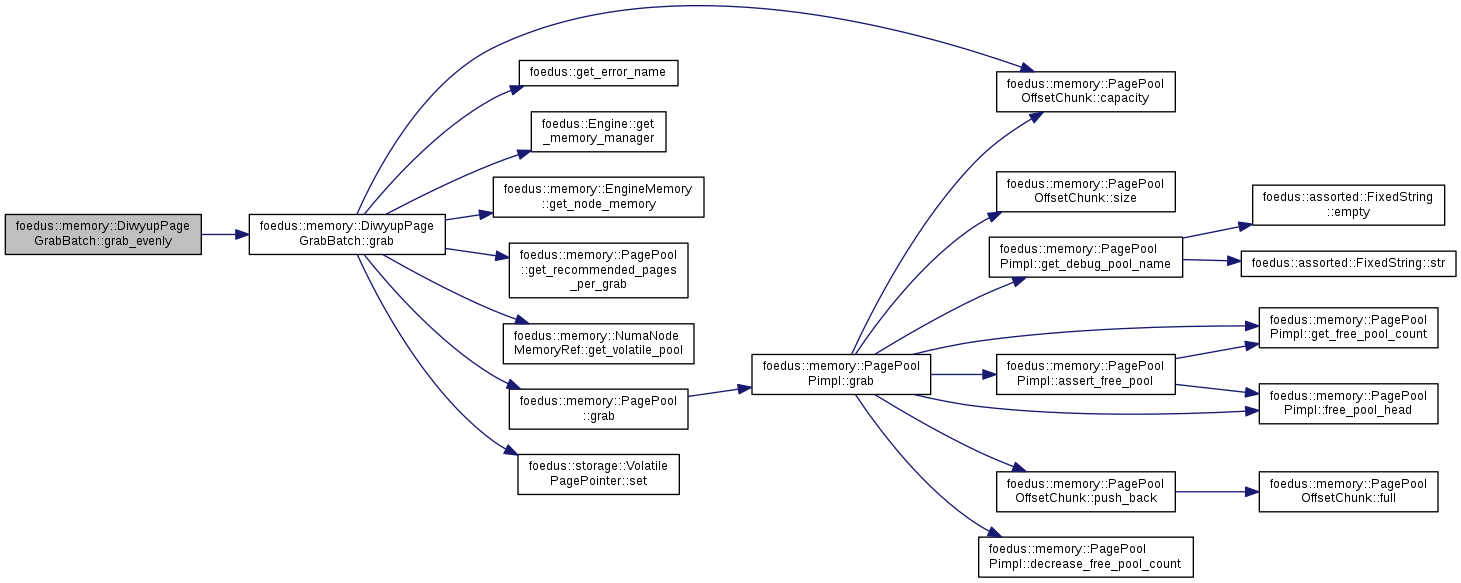 foedus::memory::DivvyupPage
GrabBatch::grab_evenly
foedus::memory::DivvyupPage
GrabBatch::grab
foedus::get_error_name
foedus::Engine::get
_memory_manager
foedus::memory::EngineMemory
::get_node_memory
foedus::memory::PagePool
::get_recommended_pages
_per_grab
foedus::memory::NumaNode
MemoryRef::get_volatile_pool
foedus::memory::PagePool
::grab
foedus::storage::Volatile
PagePointer::set
foedus::memory::PagePool
Pimpl::grab
foedus::memory::PagePool
OffsetChunk::capacity
foedus::memory::PagePool
OffsetChunk::size
foedus::memory::PagePool
Pimpl::get_debug_pool_name
foedus::memory::PagePool
Pimpl::assert_free_pool
foedus::memory::PagePool
OffsetChunk::push_back
foedus::memory::PagePool
Pimpl::decrease_free_pool_count
foedus::assorted::FixedString
::empty
foedus::assorted::FixedString::str
foedus::memory::PagePool
Pimpl::get_free_pool_count
foedus::memory::PagePool
Pimpl::free_pool_head
foedus::memory::PagePool
OffsetChunk::full